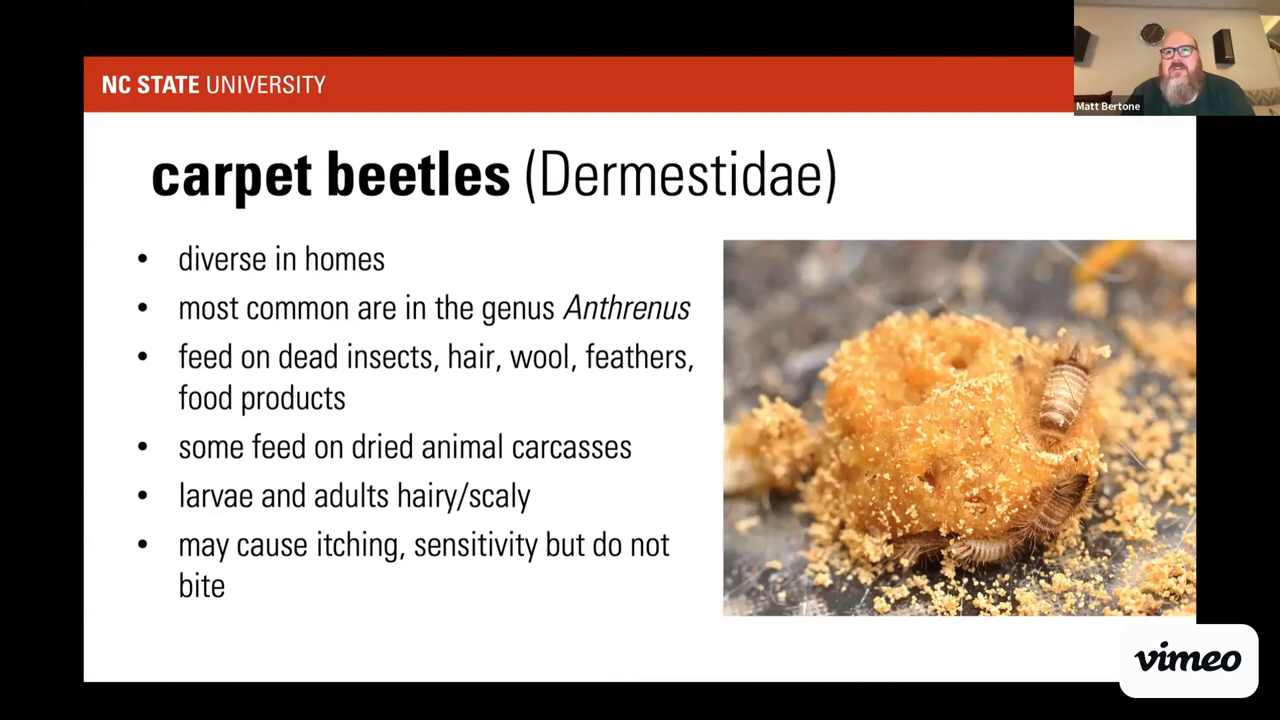 NC STATE UNIVERSITY
Matt Bertone
carpet beetles (Dermestidae)
• diverse in homes
• most common are in the genus Anthrenus
• feed on dead insects, hair, wool, feathers,
food products
• some feed on dried animal carcasses
• larvae and adults hairy/scaly
• may cause itching, sensitivity but do not
bite
vimeo